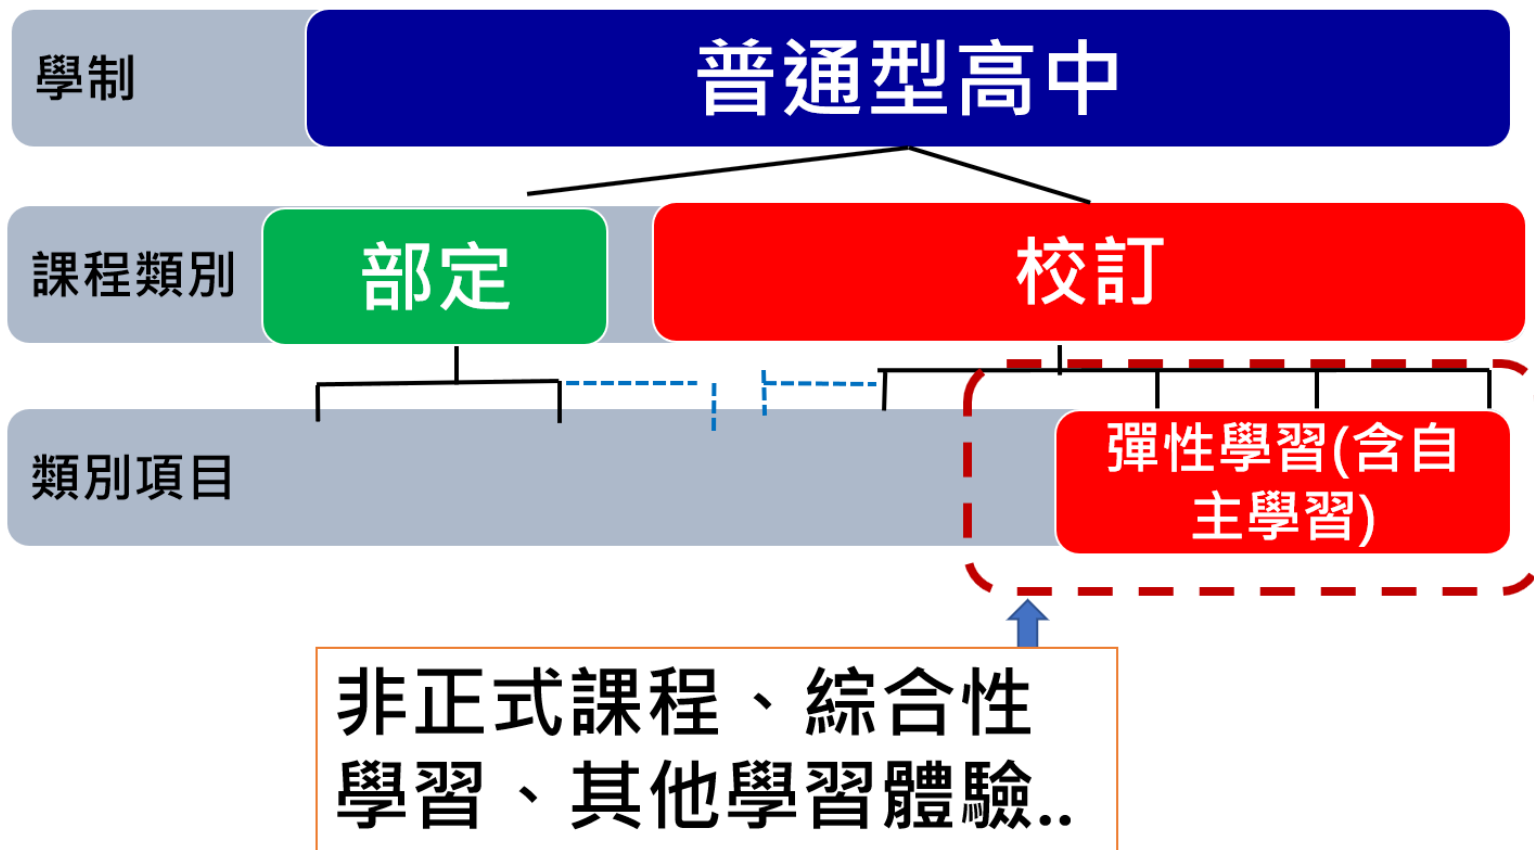 學制
普通型高中
課程類別
部定
校訂
類別項目
彈性學習(含自
主學習)
非正式課程、綜合性
學習、其他學習體驗..